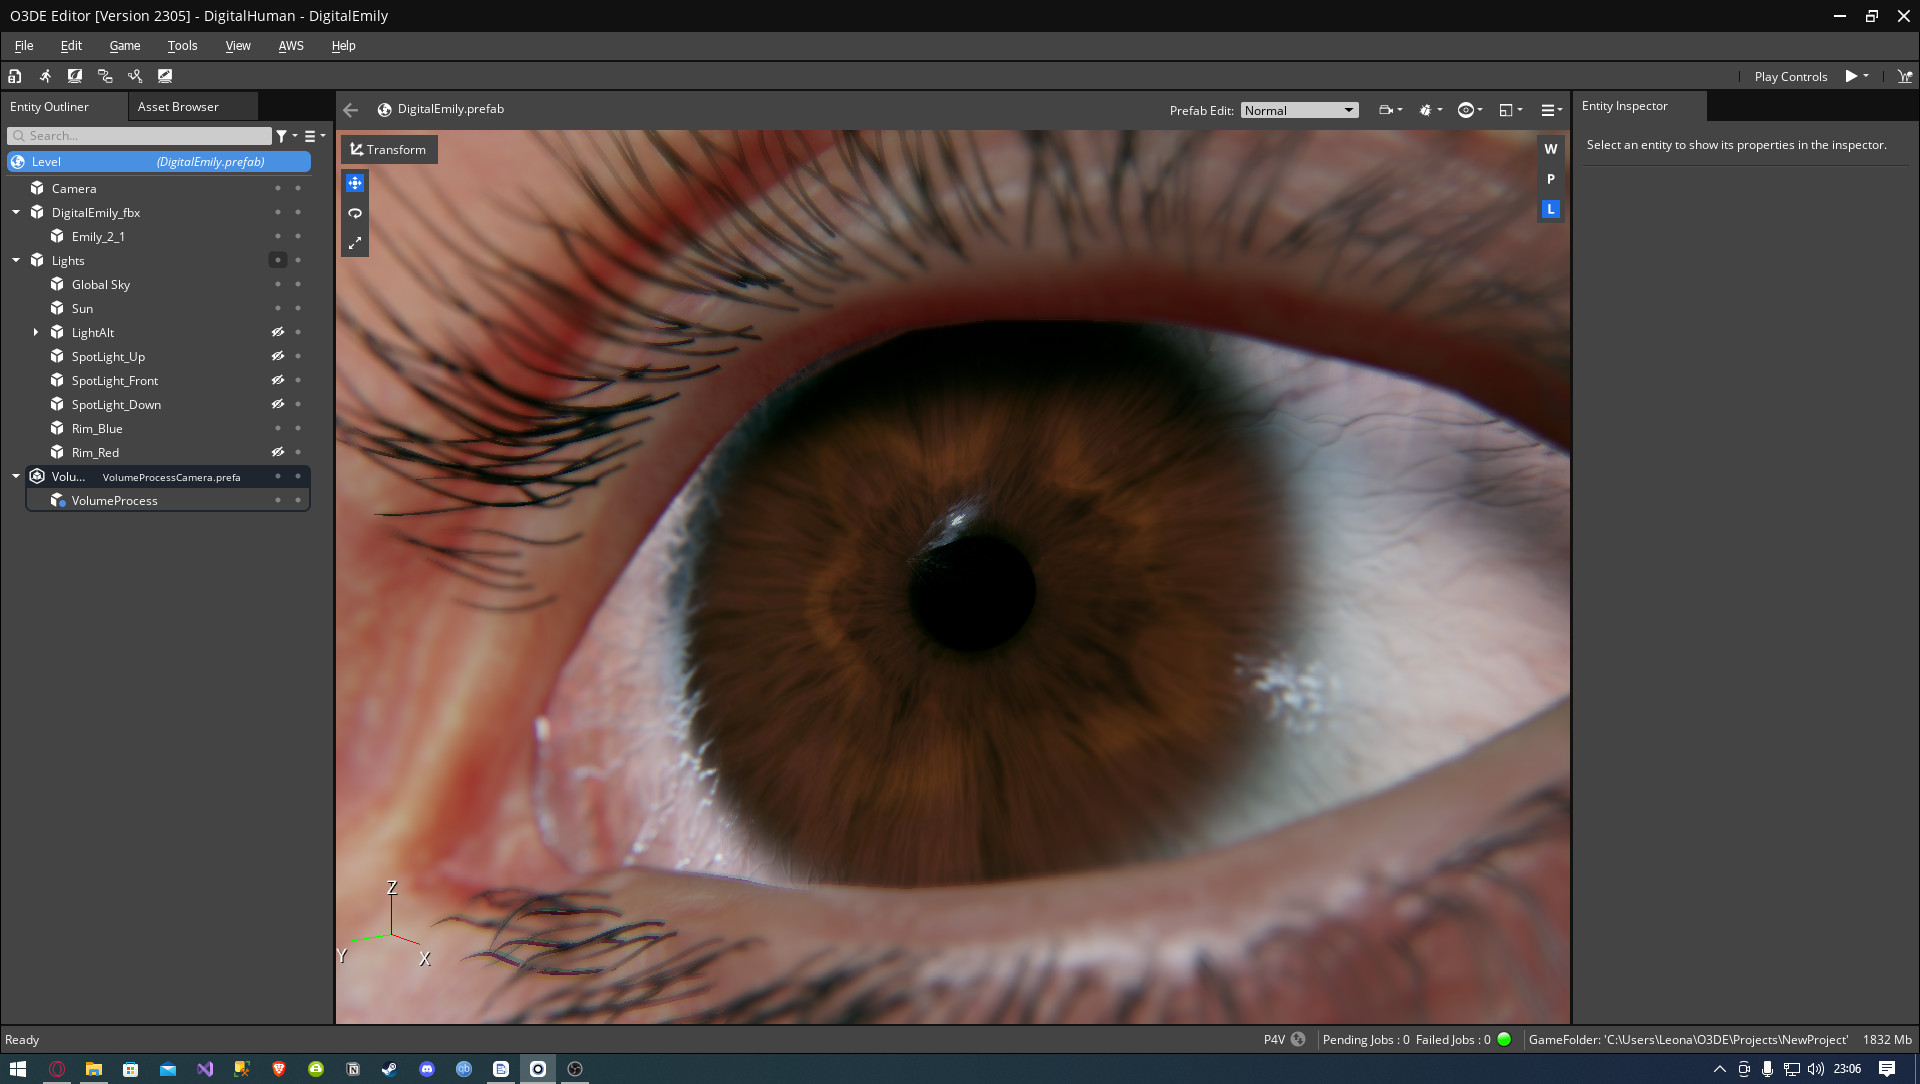 O3DE Editor [Version 2305] - DigitalHuman - DigitalEmily
File Edit Game Tools View AWS Help
Play Controls
Entity Outliner
Asset Browser
DigitalEmily.prefab
Prefab Edit: Normal
Entity Inspector
Search...
Transform
Select an entity to show its properties in the inspector.
W
P
L
Level (DigitalEmily.prefab)
Camera
DigitalEmily_fbx
Emily_2_1
Lights
Global Sky
Sun
LightAlt
SpotLight_Up
SpotLight_Front
SpotLight_Down
Rim_Blue
Rim_Red
Volu... VolumeProcessCamera.prefa
VolumeProcess
Z
Y
X
Ready
P4V
Pending Jobs : 0 Failed Jobs : 0
GameFolder: 'C:\Users\Leona\O3DE\Projects\NewProject'
1832 Mb
23:06